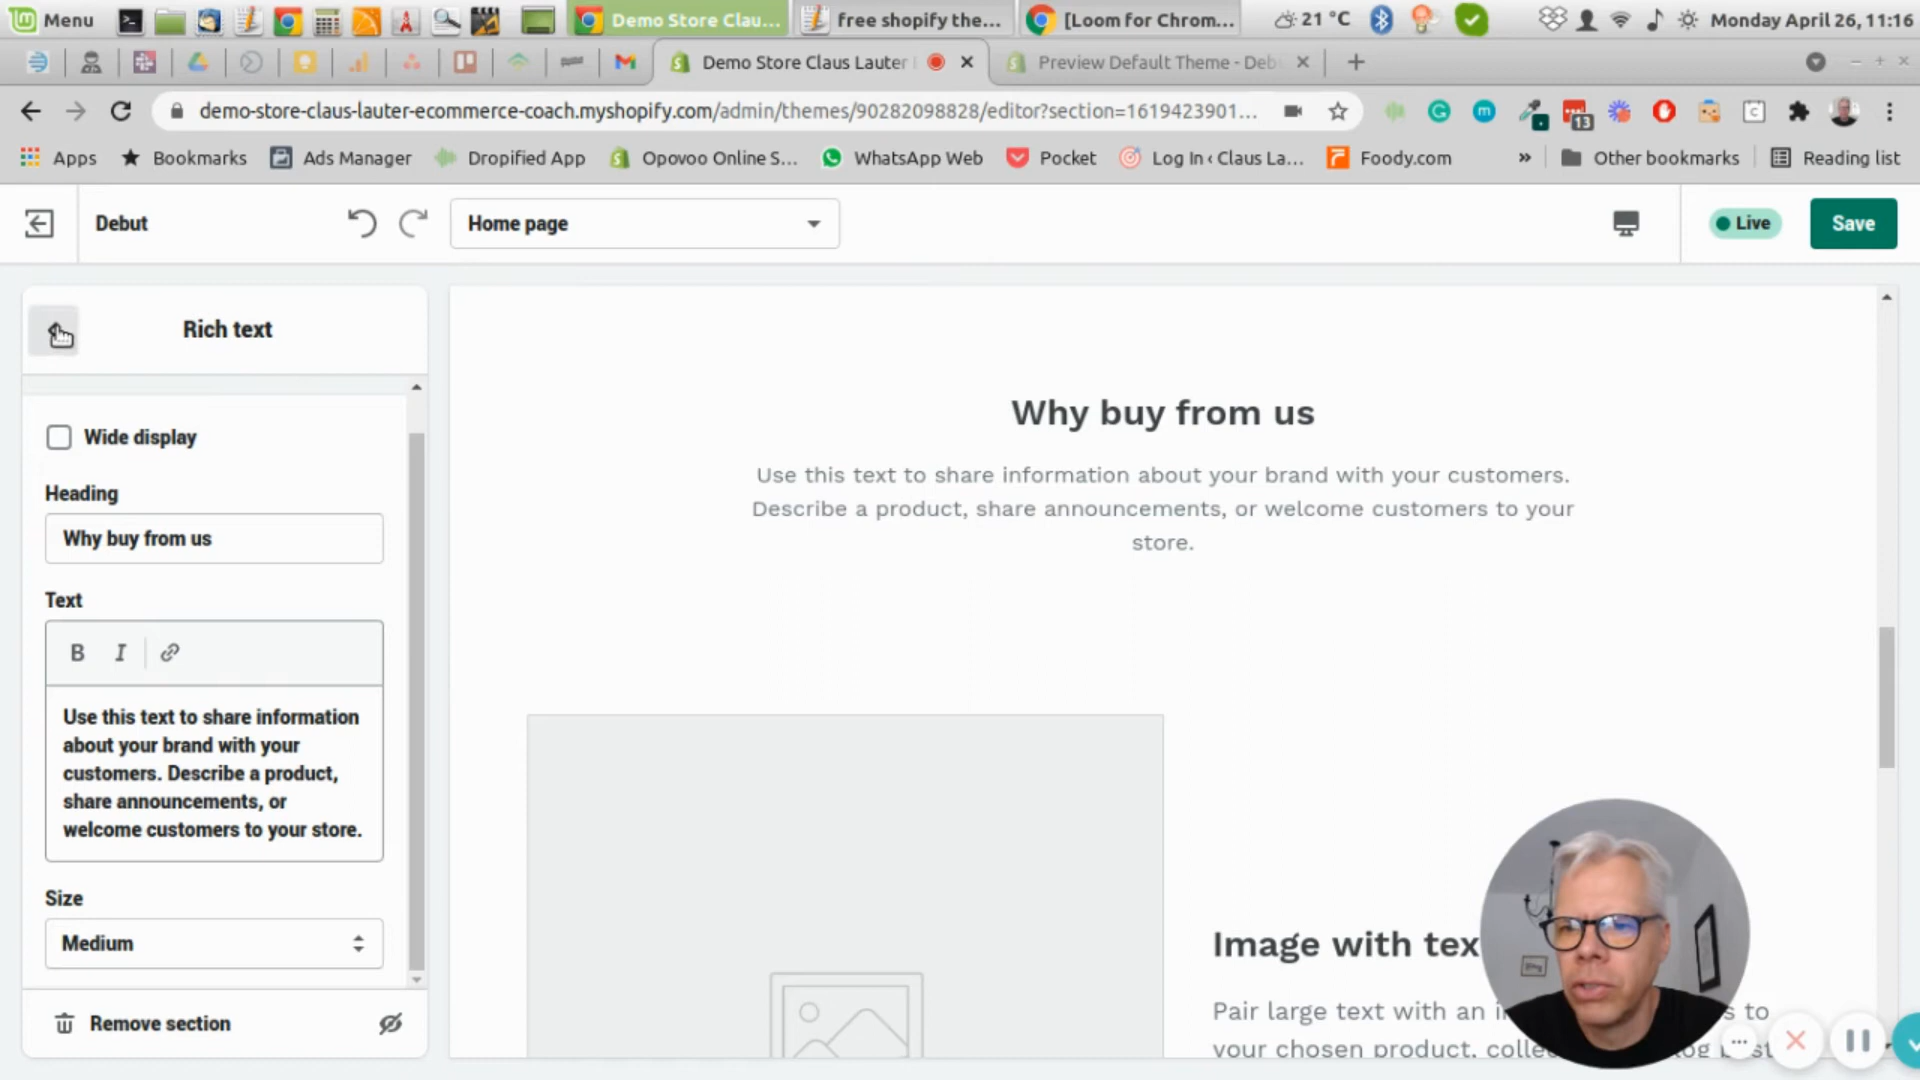 Menu
Demo Store Clau...
free shopify the...
[Loom for Chrom...
21 °C
Monday April 26, 11:16
Demo Store Claus Lauter
Preview Default Theme - Deb
demo-store-claus-lauter-ecommerce-coach.myshopify.com/admin/themes/90282098828/editor?section=1619423901...
13
Apps
Bookmarks
Ads Manager
Dropified App
Opovoo Online S...
WhatsApp Web
Pocket
Log In ‹ Claus La...
Foody.com
»
Other bookmarks
Reading list
Debut
Home page
Live
Save
Rich text
Wide display
Heading
Why buy from us
Text
B I
Use this text to share information
about your brand with your
customers. Describe a product,
share announcements, or
welcome customers to your store.
Size
Medium
Remove section
Why buy from us
Use this text to share information about your brand with your customers.
Describe a product, share announcements, or welcome customers to your
store.
Image with tex
Pair large text with an i s to
your chosen product, colle